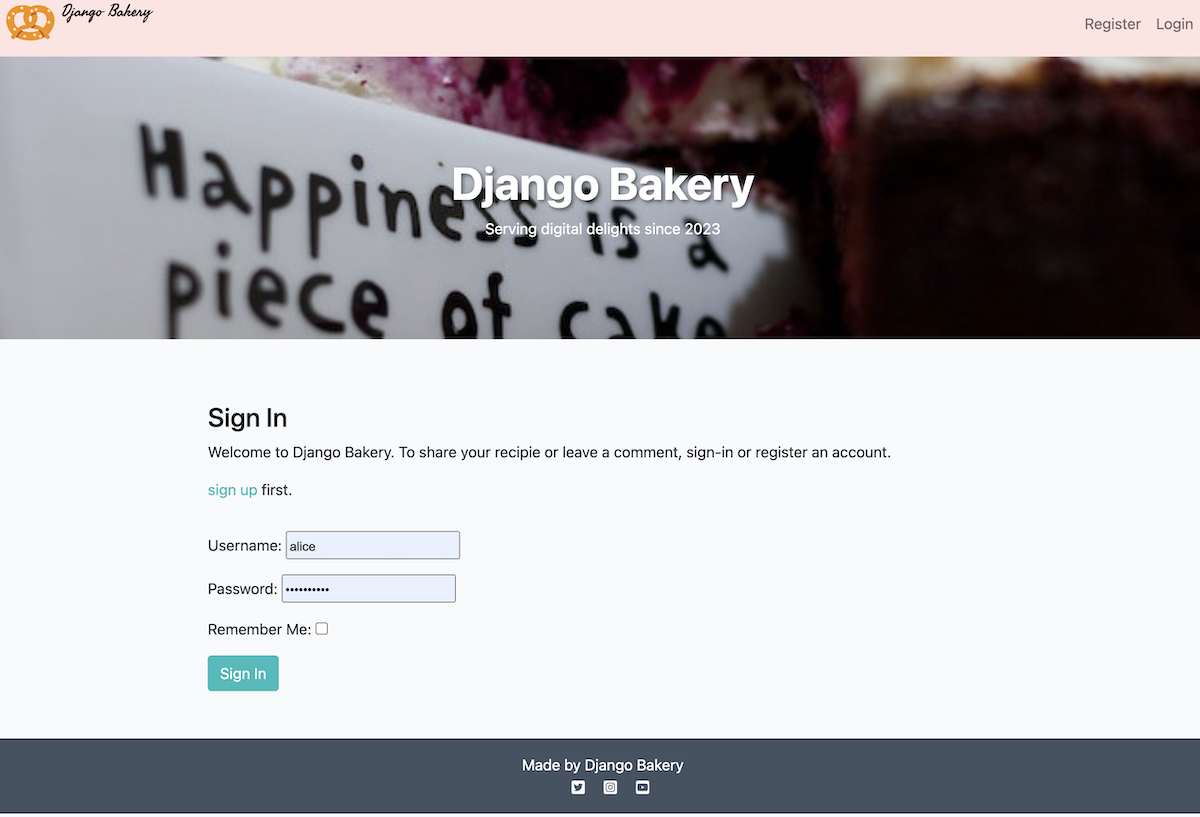 Django Bakery
Register Login
Happiness is a
piece of cake
Django Bakery
Serving digital delights since 2023
Sign In
Welcome to Django Bakery. To share your recipie or leave a comment, sign-in or register an account.
sign up first.
Username: alice
Password: ••••••••••
Remember Me:
Sign In
Made by Django Bakery